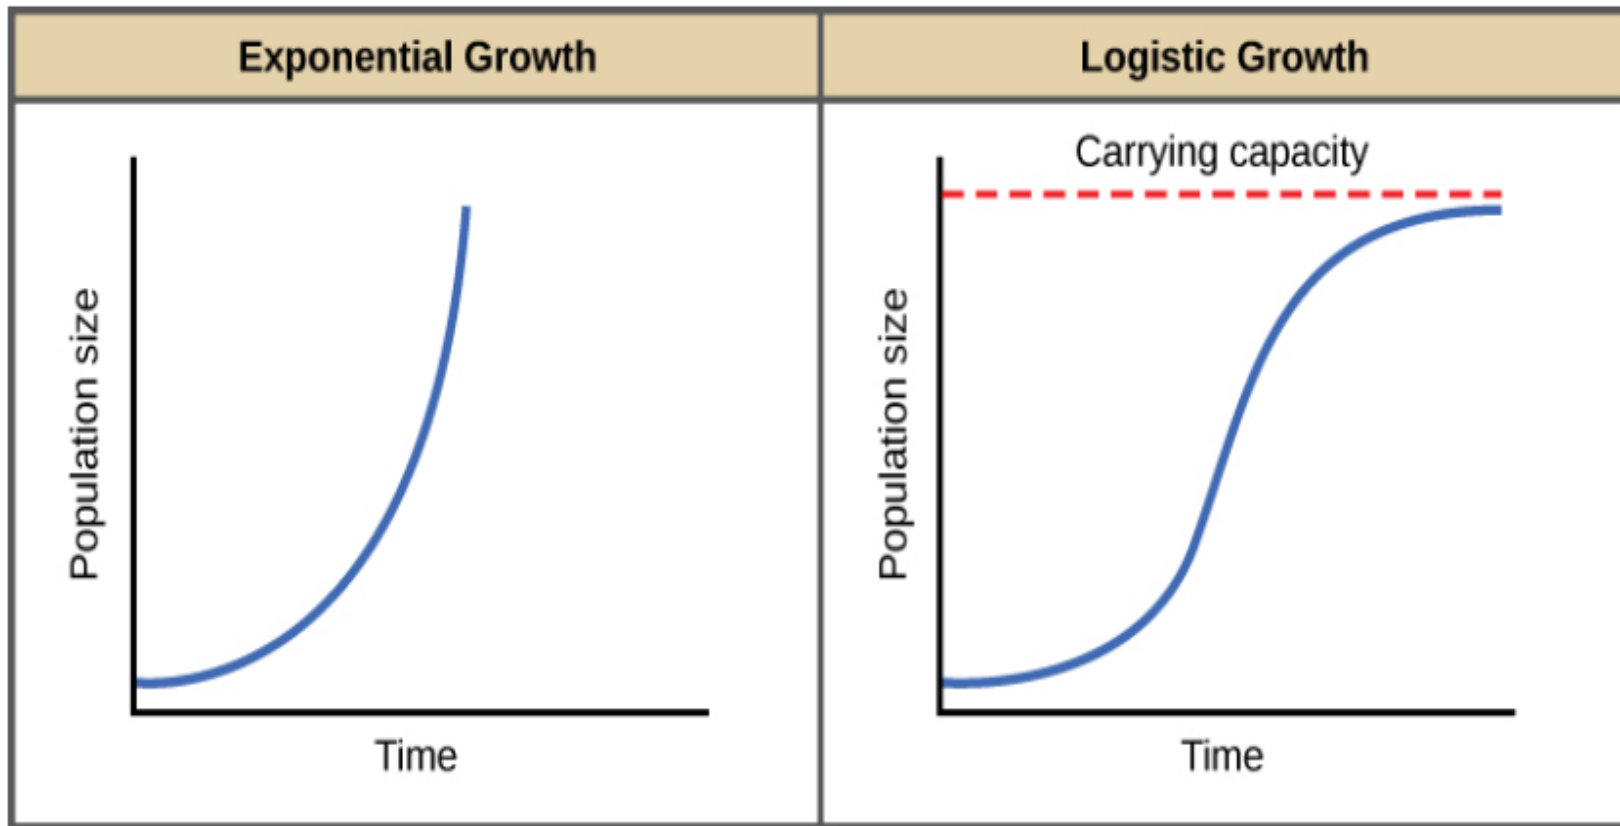 Exponential Growth
Logistic Growth
Population size
Time
Carrying capacity
Population size
Time